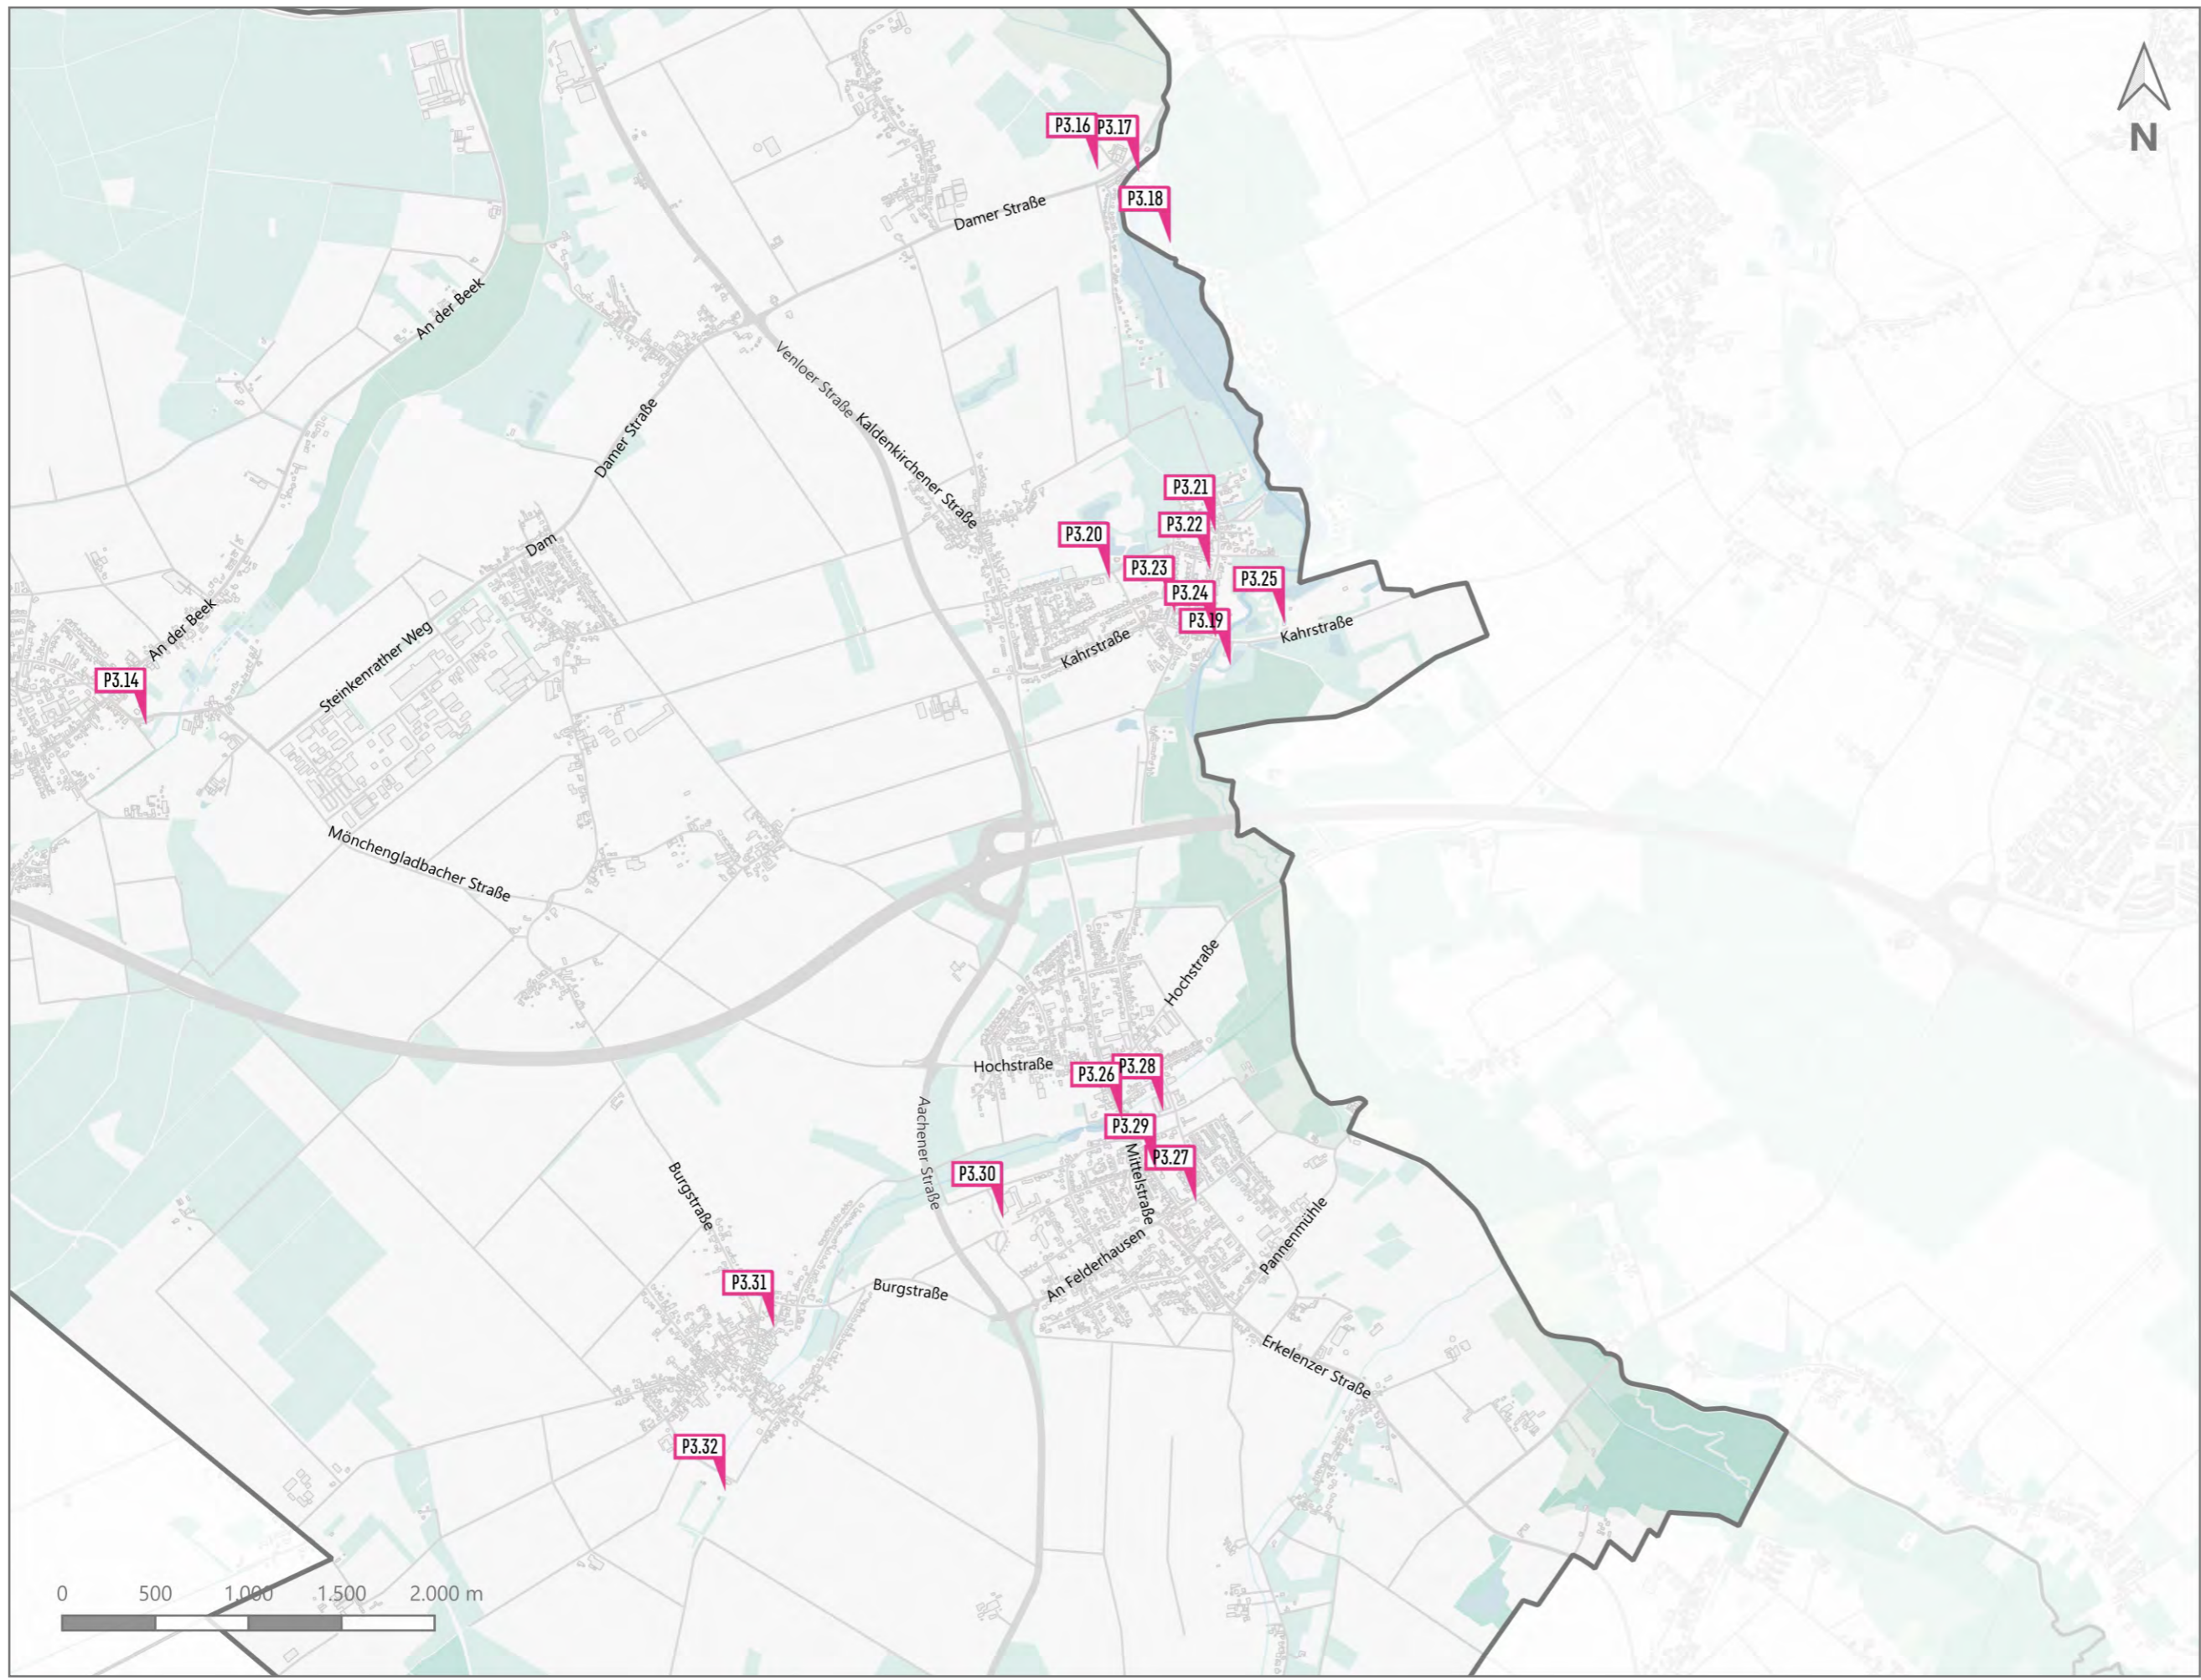 N
P3.16
P3.17
P3.18
Damer Straße
An der Beek
Venloer Straße
Damer Straße
Kaldenkirchener Straße
P3.21
P3.22
P3.20
Dam
P3.23
P3.25
P3.24
P3.19
Kahrstraße
Kahrstraße
An der Beek
Steinkenrather Weg
P3.14
Mönchengladbacher Straße
Hochstraße
Hochstraße
P3.26
P3.28
P3.29
Mittelstraße
P3.27
Aachener Straße
P3.30
Burgstraße
Pannenmühle
An Felderhausen
P3.31
Burgstraße
Erkelenzer Straße
P3.32
0 500 1.000 1.500 2.000 m